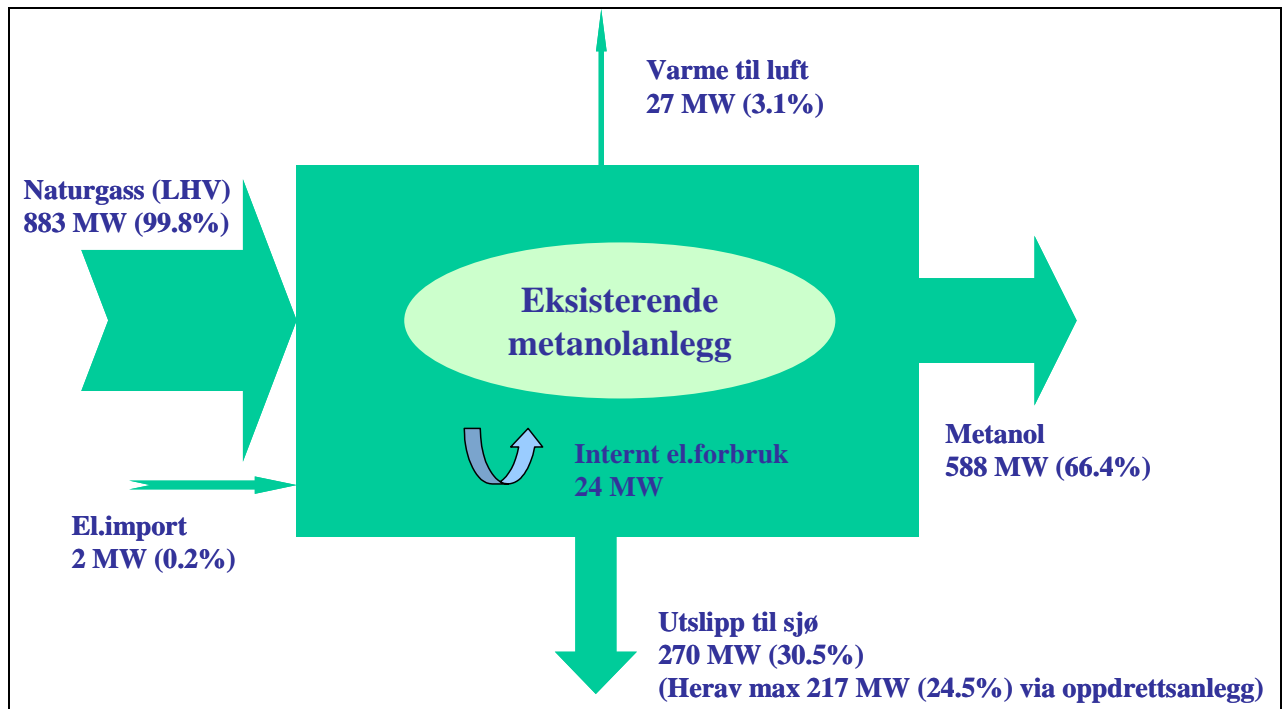 Varme til luft
27 MW (3.1%)
Naturgass (LHV)
883 MW (99.8%)
Eksisterende
metanolanlegg
Internt el.forbruk
24 MW
Metanol
588 MW (66.4%)
El.import
2 MW (0.2%)
Utslipp til sjø
270 MW (30.5%)
(Herav max 217 MW (24.5%) via oppdrettsanlegg)